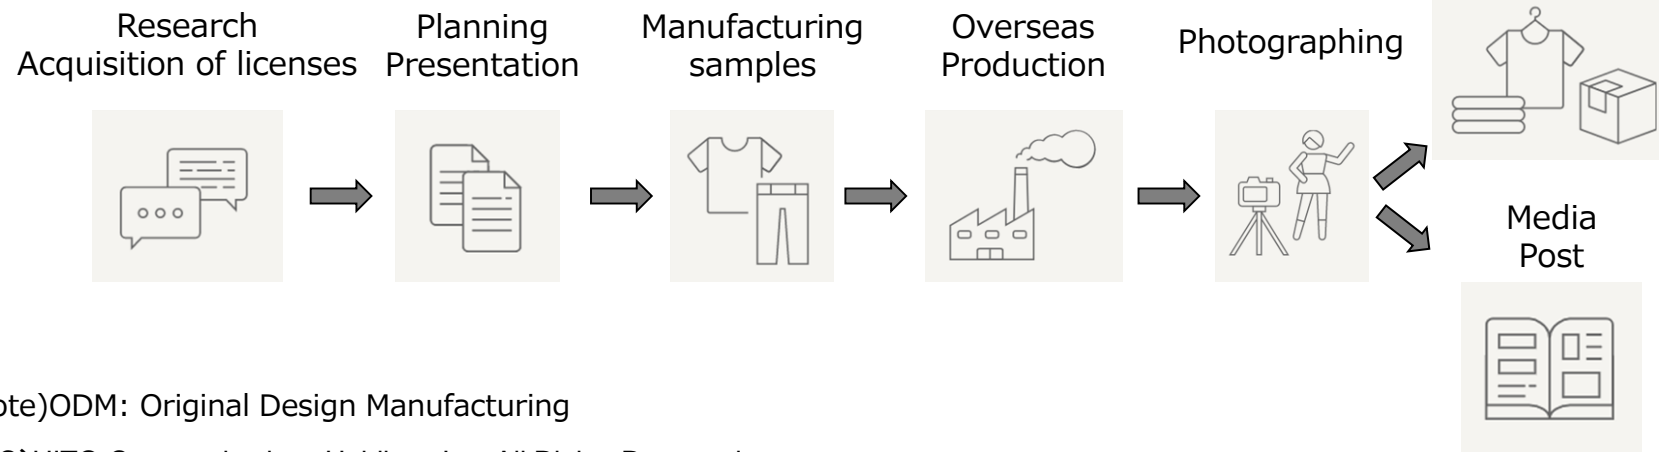 Research
Acquisition of licenses
Planning
Presentation
Manufacturing
samples
Overseas
Production
Photographing
Media
Post
ote)ODM: Original Design Manufacturing